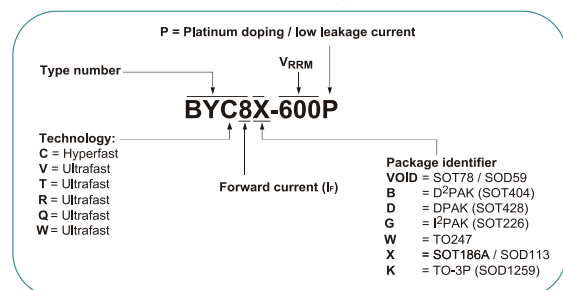 P = Platinum doping / low leakage current
Type number
VRRM
BYC8X-600P
Technology:
C = Hyperfast
V = Ultrafast
T = Ultrafast
R = Ultrafast
Q = Ultrafast
W = Ultrafast
Forward current (IF)
Package identifier
VOID = SOT78 / SOD59
B = D²PAK (SOT404)
D = DPAK (SOT428)
G = I²PAK (SOT226)
W = TO247
X = SOT186A / SOD113
K = TO-3P (SOD1259)